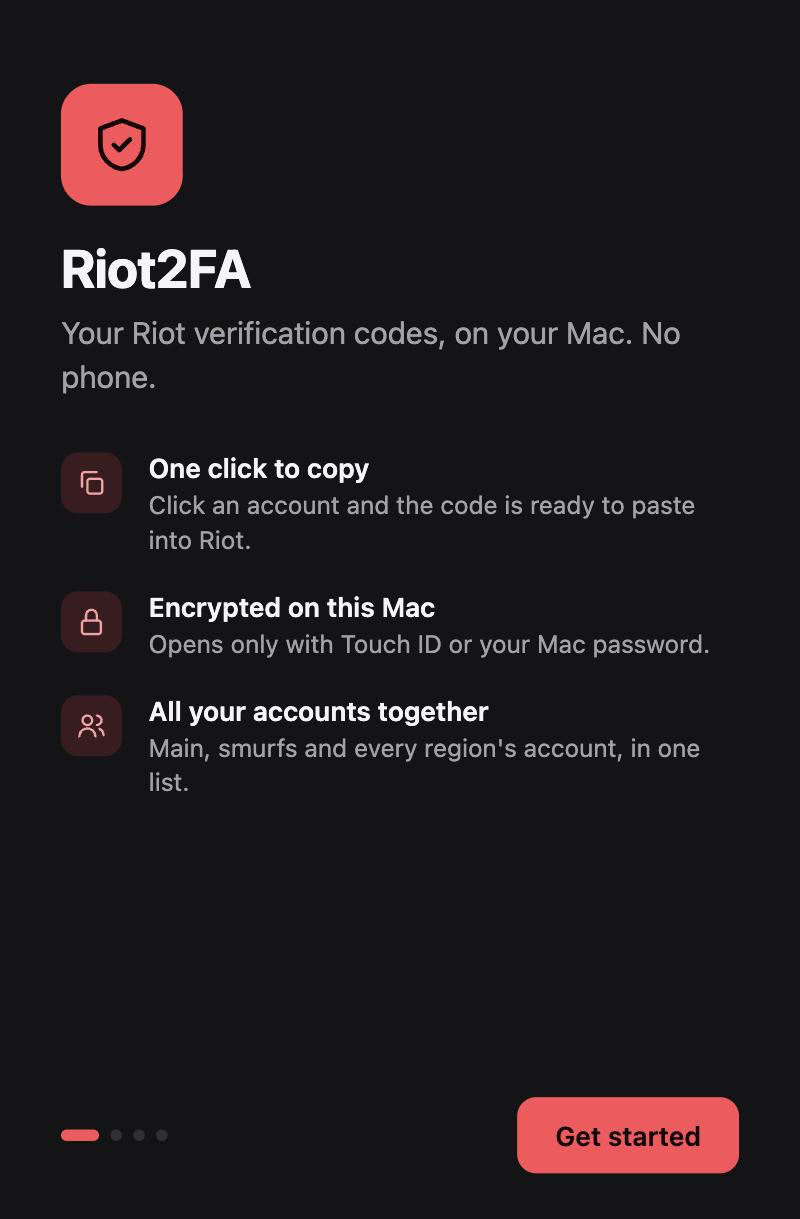 Riot2FA
Your Riot verification codes, on your Mac. No
phone.
One click to copy
Click an account and the code is ready to paste
into Riot.
Encrypted on this Mac
Opens only with Touch ID or your Mac password.
All your accounts together
Main, smurfs and every region's account, in one
list.
Get started